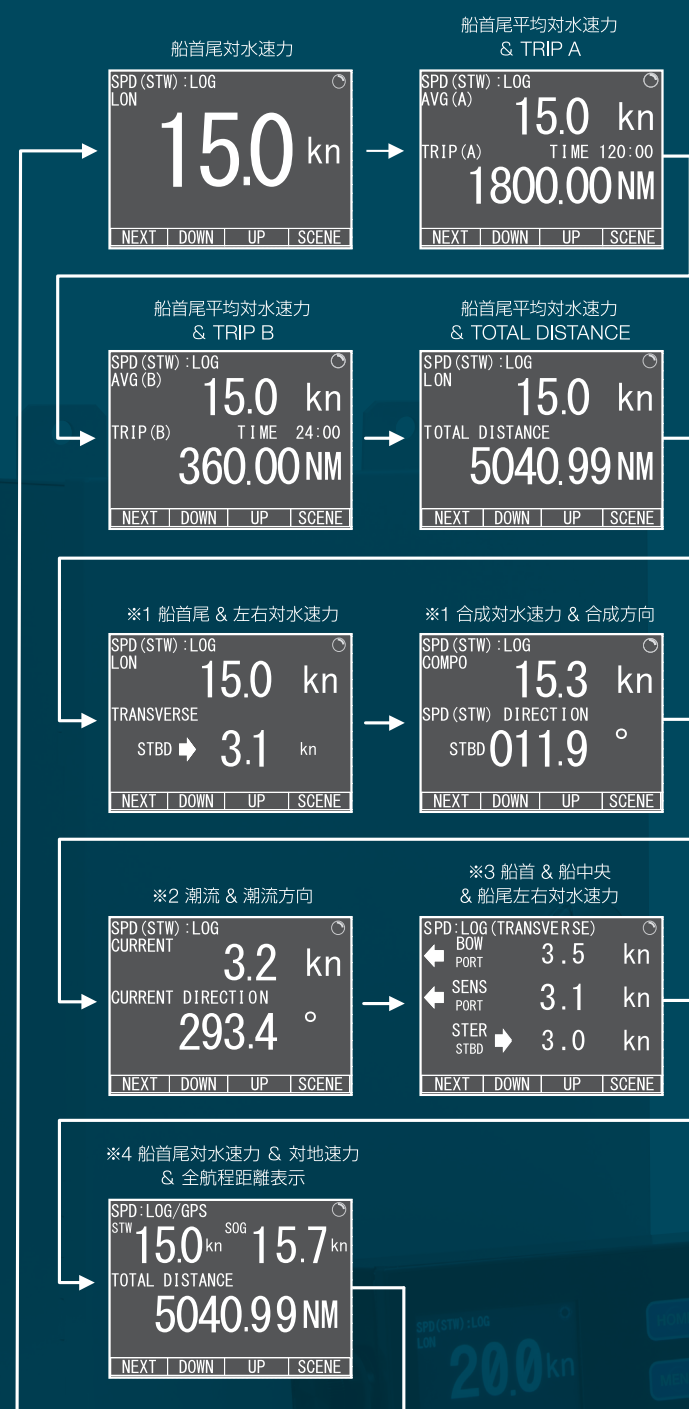 船首尾対水速力
SPD(STW):LOG
LON
15.0 kn
NEXT DOWN UP SCENE
船首尾平均対水速力
& TRIP A
SPD(STW):LOG
AVG(A)
15.0 kn
TRIP(A) TIME 120:00
1800.00 NM
NEXT DOWN UP SCENE
船首尾平均対水速力
& TRIP B
SPD(STW):LOG
AVG(B)
15.0 kn
TRIP(B) TIME 24:00
360.00 NM
NEXT DOWN UP SCENE
船首尾平均対水速力
& TOTAL DISTANCE
SPD(STW):LOG
LON
15.0 kn
TOTAL DISTANCE
5040.99 NM
NEXT DOWN UP SCENE
※1 船首尾 & 左右対水速力
SPD(STW):LOG
LON
15.0 kn
TRANSVERSE
STBD 3.1 kn
NEXT DOWN UP SCENE
※1 合成対水速力 & 合成方向
SPD(STW):LOG
COMPO
15.3 kn
SPD(STW) DIRECTION
STBD 011.9 °
NEXT DOWN UP SCENE
※2 潮流 & 潮流方向
SPD(STW):LOG
CURRENT
3.2 kn
CURRENT DIRECTION
293.4 °
NEXT DOWN UP SCENE
※3 船首 & 船中央
& 船尾左右対水速力
SPD:LOG(TRANSVERSE)
BOW
PORT 3.5 kn
SENS
PORT 3.1 kn
STER
STBD 3.0 kn
NEXT DOWN UP SCENE
※4 船首尾対水速力 & 対地速力
& 全航程距離表示
SPD:LOG/GPS
STW 15.0 kn SOG 15.7 kn
TOTAL DISTANCE
5040.99 NM
NEXT DOWN UP SCENE
SPD(STW):LOG
LON
20.0 kn